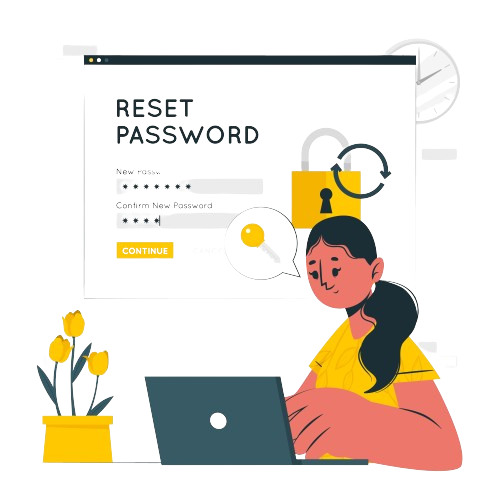 RESET
PASSWORD
New
* * * * * * *
Confirm New Password
* * * *
CONTINUE